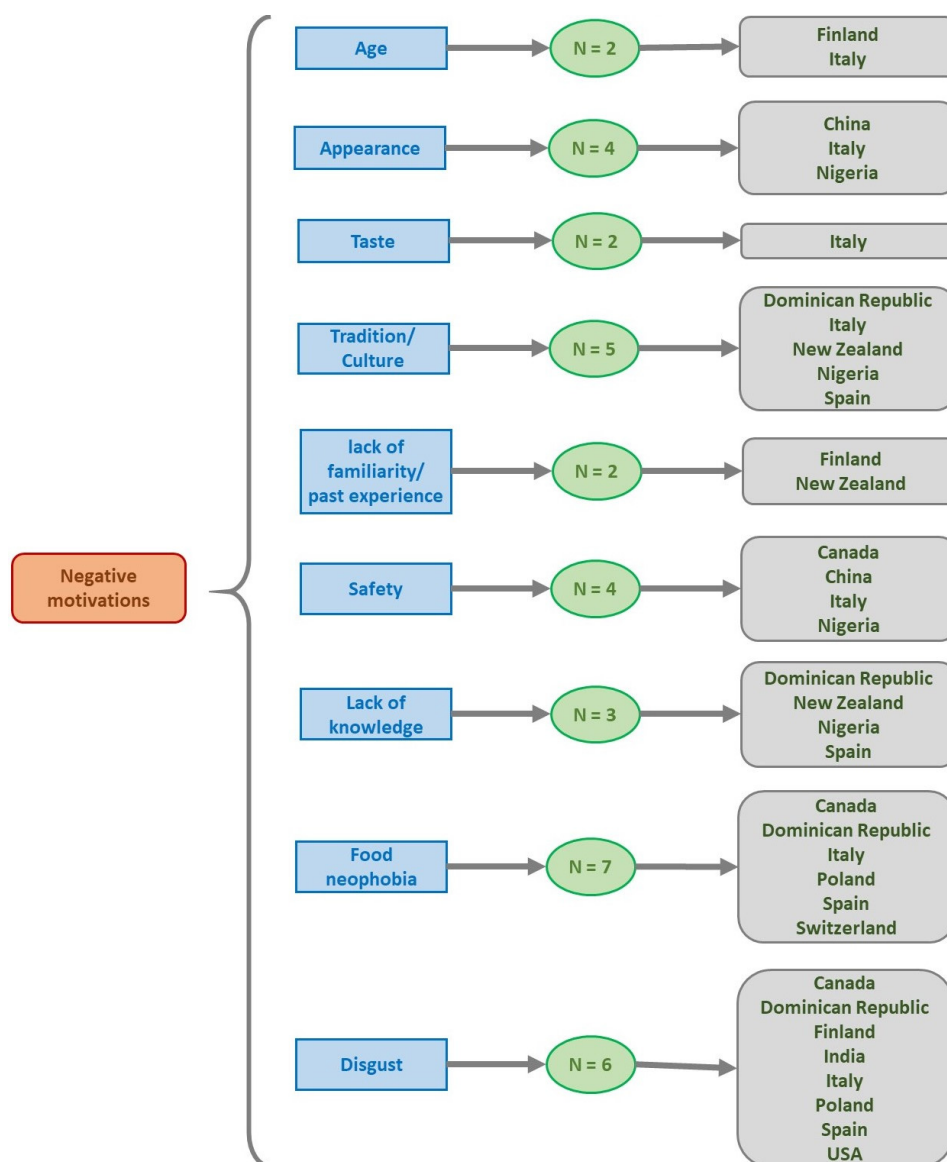 Age
N = 2
Finland
Italy
Appearance
N = 4
China
Italy
Nigeria
Taste
N = 2
Italy
Tradition/
Culture
N = 5
Dominican Republic
Italy
New Zealand
Nigeria
Spain
lack of
familiarity/
past experience
N = 2
Finland
New Zealand
Negative
motivations
Safety
N = 4
Canada
China
Italy
Nigeria
Lack of
knowledge
N = 3
Dominican Republic
New Zealand
Nigeria
Spain
Food
neophobia
N = 7
Canada
Dominican Republic
Italy
Poland
Spain
Switzerland
Disgust
N = 6
Canada
Dominican Republic
Finland
India
Italy
Poland
Spain
USA